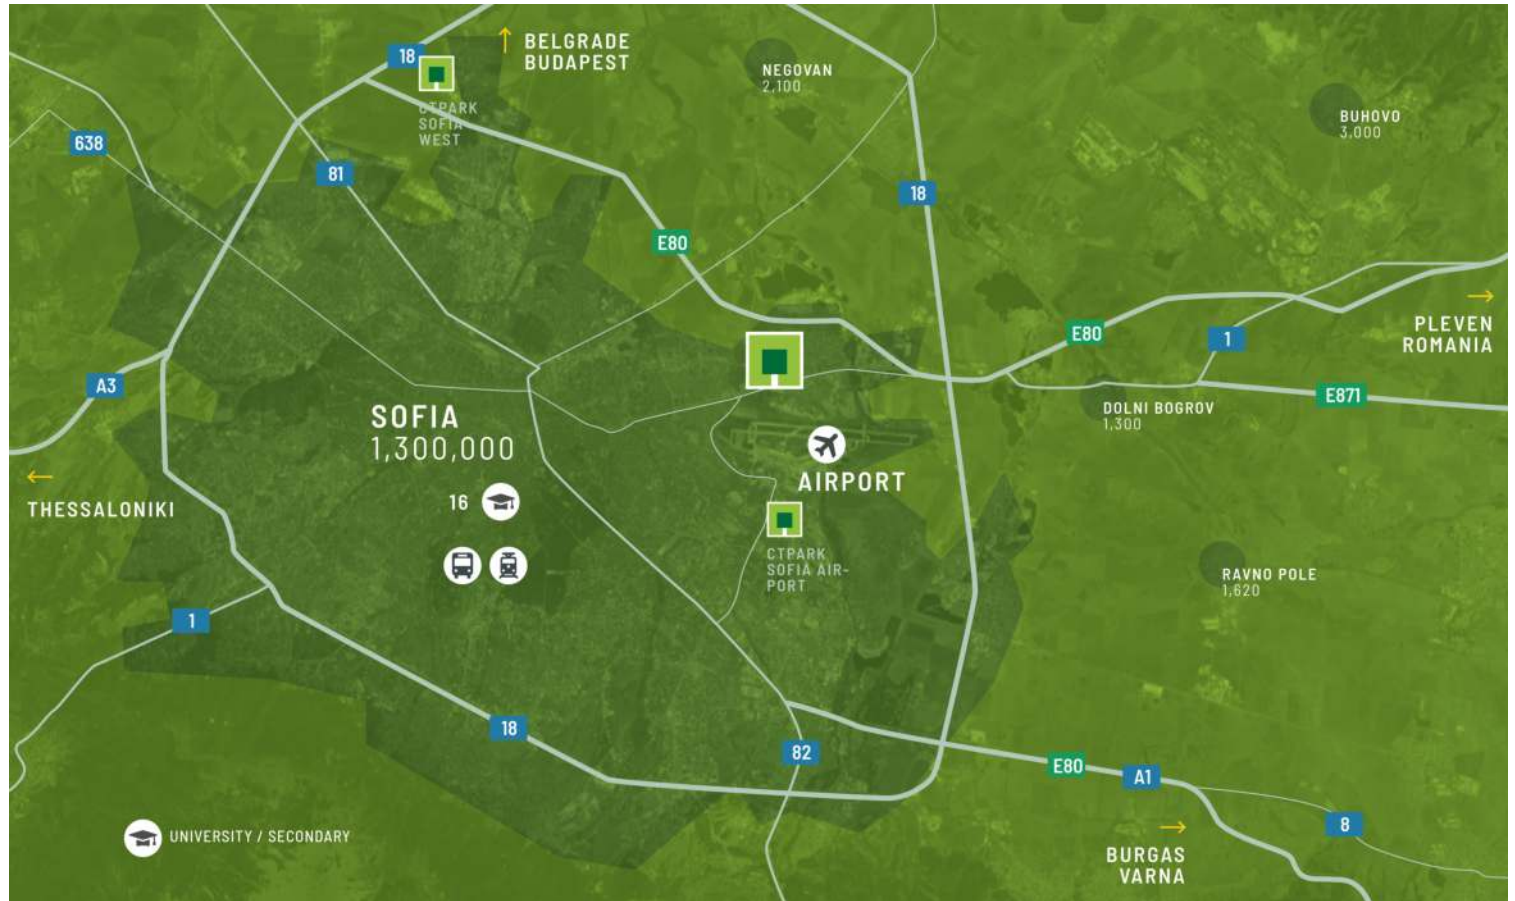 18
BELGRADE
BUDAPEST
NEGOVAN
2,100
CTPARK
SOFIA
WEST
BUHOVO
3,000
638
81
18
E80
PLEVEN
ROMANIA
E80
1
A3
E871
SOFIA
1,300,000
DOLNI BOGROV
1,300
16
AIRPORT
THESSALONIKI
CTPARK
SOFIA AIR-
PORT
RAVNO POLE
1,620
1
18
82
E80
A1
8
UNIVERSITY / SECONDARY
BURGAS
VARNA